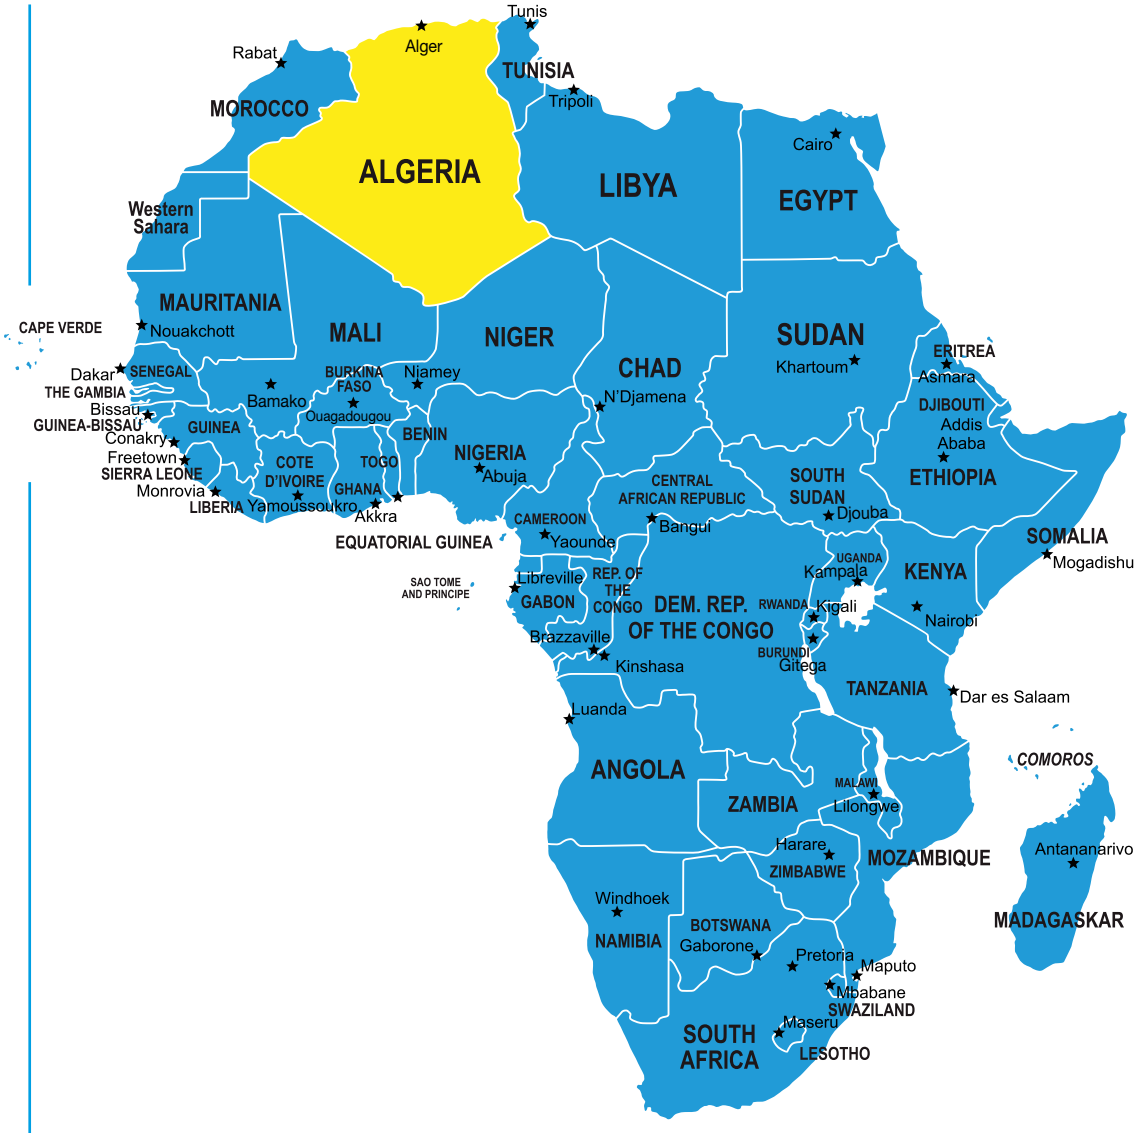 Tunis
Rabat
Alger
TUNISIA
Tripoli
MOROCCO
Cairo
ALGERIA
LIBYA
EGYPT
Western
Sahara
MAURITANIA
Nouakchott
CAPE VERDE
MALI
NIGER
SUDAN
Khartoum
CHAD
N'Djamena
ERITREA
Asmara
Dakar
SENEGAL
THE GAMBIA
BURKINA
FASO
Niamey
Bamako
Ouagadougou
Bissau
GUINEA-BISSAU
GUINEA
Conakry
Freetown
SIERRA LEONE
Monrovia
LIBERIA
COTE
D'IVOIRE
Yamoussoukro
GHANA
Akkra
TOGO
BENIN
NIGERIA
Abuja
DJIBOUTI
Addis
Ababa
ETHIOPIA
SOUTH
SUDAN
Djouba
CENTRAL
AFRICAN REPUBLIC
Bangui
CAMEROON
Yaounde
EQUATORIAL GUINEA
SOMALIA
Mogadishu
UGANDA
Kampala
KENYA
Nairobi
SAO TOME
AND PRINCIPE
Libreville
GABON
REP. OF
THE
CONGO
DEM. REP.
OF THE CONGO
RWANDA
Kigali
BURUNDI
Gitega
Brazzaville
Kinshasa
TANZANIA
Dar es Salaam
Luanda
ANGOLA
ZAMBIA
MALAWI
Lilongwe
COMOROS
Harare
ZIMBABWE
MOZAMBIQUE
Antananarivo
MADAGASKAR
Windhoek
NAMIBIA
BOTSWANA
Gaborone
Pretoria
Maputo
Mbabane
SWAZILAND
Maseru
LESOTHO
SOUTH
AFRICA